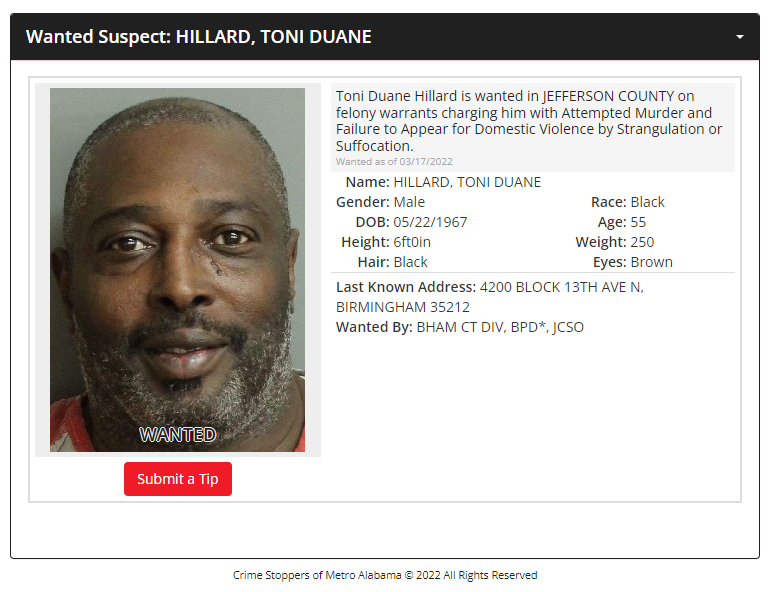 Wanted Suspect: HILLARD, TONI DUANE
Toni Duane Hillard is wanted in JEFFERSON COUNTY on
felony warrants charging him with Attempted Murder and
Failure to Appear for Domestic Violence by Strangulation or
Suffocation.
Wanted as of 03/17/2022
Name: HILLARD, TONI DUANE
Gender: Male Race: Black
DOB: 05/22/1967 Age: 55
Height: 6ft0in Weight: 250
Hair: Black Eyes: Brown
Last Known Address: 4200 BLOCK 13TH AVE N,
BIRMINGHAM 35212
Wanted By: BHAM CT DIV, BPD*, JCSO
WANTED
Submit a Tip
Crime Stoppers of Metro Alabama © 2022 All Rights Reserved